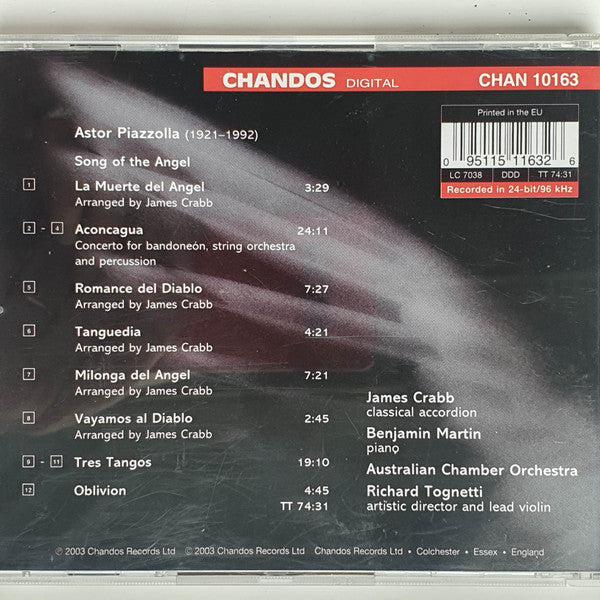 CHANDOS DIGITAL CHAN 10163
Printed in the EU
0 95115 11632 6
LC 7038 DDD TT 74:31
Recorded in 24-bit/96 kHz
Astor Piazzolla (1921–1992)
Song of the Angel
1 La Muerte del Angel 3:29
Arranged by James Crabb
2 - 4 Aconcagua 24:11
Concerto for bandoneón, string orchestra
and percussion
5 Romance del Diablo 7:27
Arranged by James Crabb
6 Tanguedia 4:21
Arranged by James Crabb
7 Milonga del Angel 7:21
Arranged by James Crabb
8 Vayamos al Diablo 2:45
Arranged by James Crabb
9 - 11 Tres Tangos 19:10
12 Oblivion 4:45
TT 74:31
James Crabb
classical accordion
Benjamin Martin
piano
Australian Chamber Orchestra
Richard Tognetti
artistic director and lead violin
℗ 2003 Chandos Records Ltd © 2003 Chandos Records Ltd Chandos Records Ltd • Colchester • Essex • England